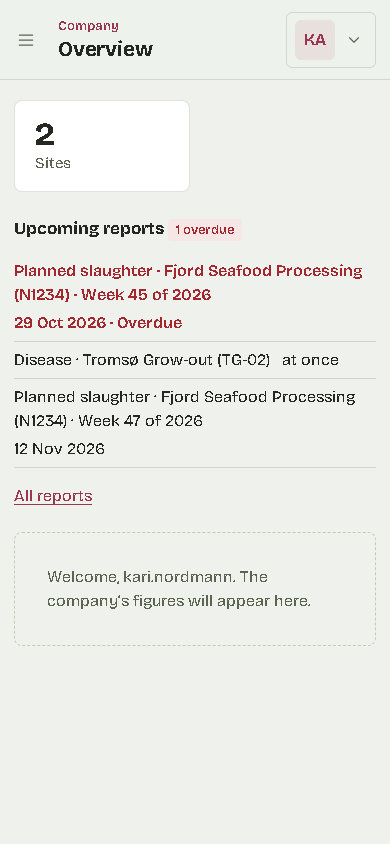 Company
Overview
KA
2
Sites
Upcoming reports 1 overdue
Planned slaughter · Fjord Seafood Processing
(N1234) · Week 45 of 2026
29 Oct 2026 · Overdue
Disease · Tromsø Grow-out (TG-02) at once
Planned slaughter · Fjord Seafood Processing
(N1234) · Week 47 of 2026
12 Nov 2026
All reports
Welcome, kari.nordmann. The
company's figures will appear here.